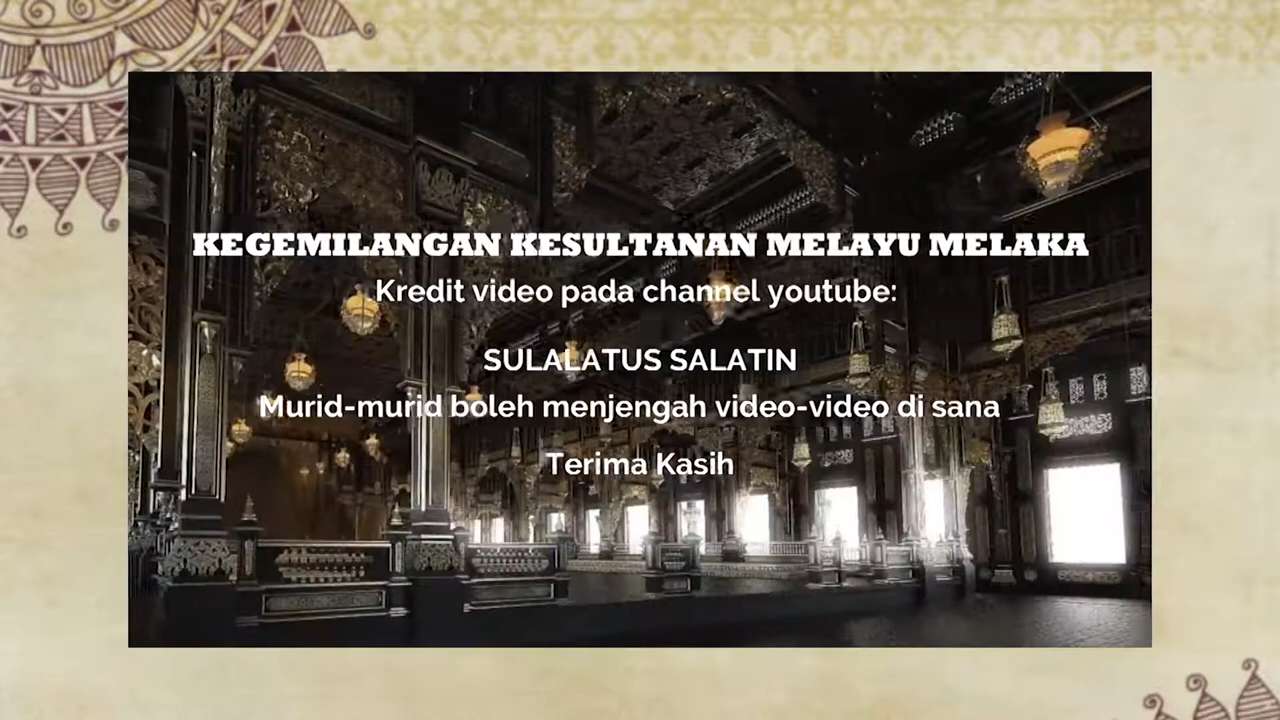 KEGEMILANGAN KESULTANAN MELAYU MELAKA
Kredit video pada channel youtube:
SULALATUS SALATIN
Murid-murid boleh menjengah video-video di sana
Terima Kasih